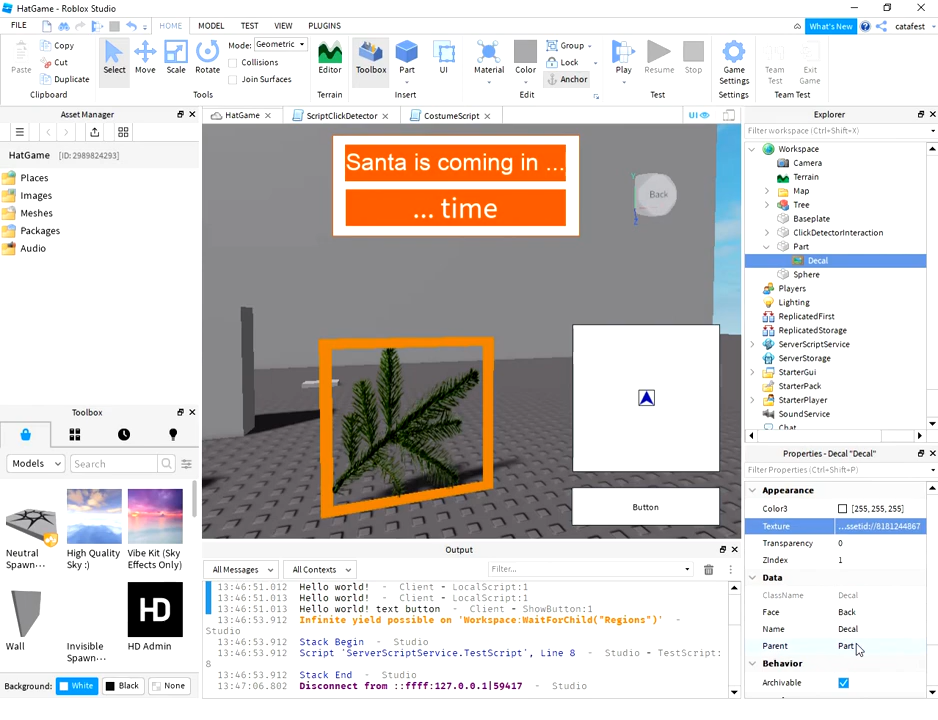 HatGame - Roblox Studio
FILE
HOME
MODEL
TEST
VIEW
PLUGINS
What's New
catafest
Paste
Copy
Cut
Duplicate
Clipboard
Select
Move
Scale
Rotate
Mode: Geometric
Collisions
Join Surfaces
Tools
Editor
Terrain
Toolbox
Part
UI
Insert
Material
Color
Group
Lock
Anchor
Edit
Play
Resume
Stop
Test
Game Settings
Settings
Team Test
Exit Game
Team Test
Asset Manager
HatGame [ID: 2989824293]
Places
Images
Meshes
Packages
Audio
Toolbox
Models
Search
Neutral Spawn...
High Quality Sky :)
Vibe Kit (Sky Effects Only)
Wall
Invisible Spawn...
HD
HD Admin
Background:
White
Black
None
HatGame
ScriptClickDetector
CostumeScript
UI
Santa is coming in ...
... time
Back
Button
Output
All Messages
All Contexts
Filter...
13:46:51.012 Hello world! - Client - LocalScript:1
13:46:51.013 Hello world! - Client - LocalScript:1
13:46:51.013 Hello world! text button - Client - ShowButton:1
13:46:53.912 Infinite yield possible on 'Workspace:WaitForChild("Regions")' -
Studio
13:46:53.912 Stack Begin - Studio
13:46:53.912 Script 'ServerScriptService.TestScript', Line 8 - Studio - TestScript:
8
13:46:53.912 Stack End - Studio
13:47:06.802 Disconnect from ::ffff:127.0.0.1|59417 - Studio
Explorer
Filter workspace (Ctrl+Shift+X)
Workspace
Camera
Terrain
Map
Tree
Baseplate
ClickDetectorInteraction
Part
Decal
Sphere
Players
Lighting
ReplicatedFirst
ReplicatedStorage
ServerScriptService
ServerStorage
StarterGui
StarterPack
StarterPlayer
SoundService
Chat
Properties - Decal "Decal"
Filter Properties (Ctrl+Shift+P)
Appearance
Color3 [255, 255, 255]
Texture ...ssetid://8181244867
Transparency 0
ZIndex 1
Data
ClassName Decal
Face Back
Name Decal
Parent Part
Behavior
Archivable